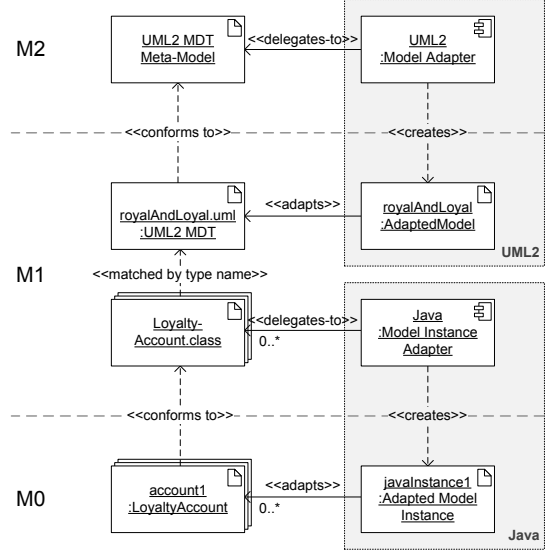 M2
UML2 MDT
Meta-Model
<<delegates-to>>
UML2
:Model Adapter
<<conforms to>>
<<creates>>
royalAndLoyal.uml
:UML2 MDT
<<adapts>>
royalAndLoyal
:AdaptedModel
UML2
M1
<<matched by type name>>
Loyalty-
Account.class
<<delegates-to>>
0..*
Java
:Model Instance
Adapter
<<conforms to>>
<<creates>>
M0
account1
:LoyaltyAccount
<<adapts>>
0..*
javaInstance1
:Adapted Model
Instance
Java